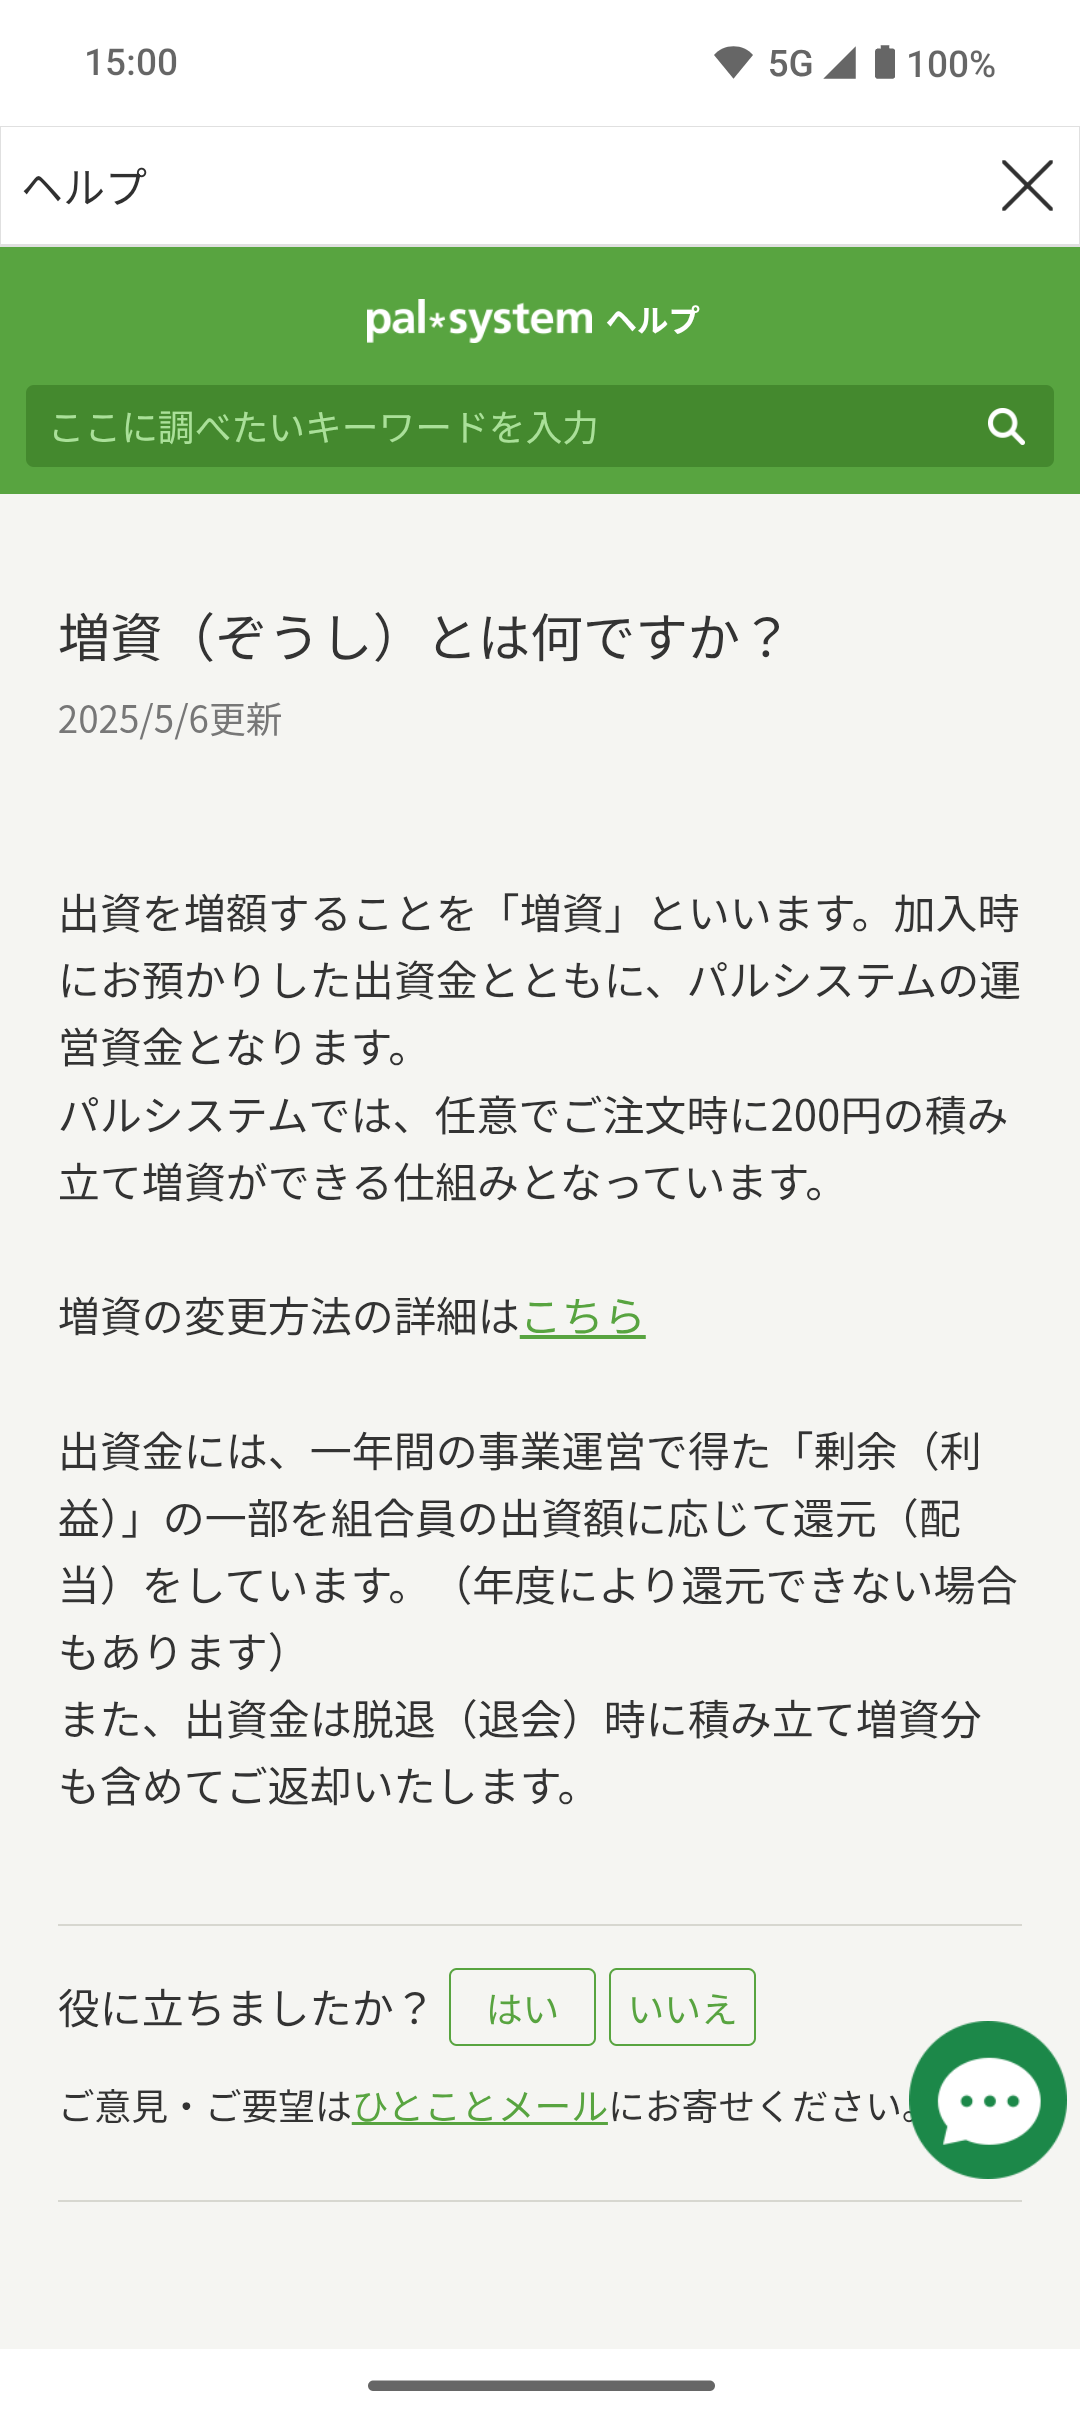 15:00
5G 100%
ヘルプ
pal*system ヘルプ
ここに調べたいキーワードを入力
増資（ぞうし）とは何ですか？
2025/5/6更新
出資を増額することを「増資」といいます。加入時
にお預かりした出資金とともに、パルシステムの運
営資金となります。
パルシステムでは、任意でご注文時に200円の積み
立て増資ができる仕組みとなっています。
増資の変更方法の詳細はこちら
出資金には、一年間の事業運営で得た「剰余（利
益）」の一部を組合員の出資額に応じて還元（配
当）をしています。（年度により還元できない場合
もあります）
また、出資金は脱退（退会）時に積み立て増資分
も含めてご返却いたします。
役に立ちましたか？ はい いいえ
ご意見・ご要望はひとことメールにお寄せください。